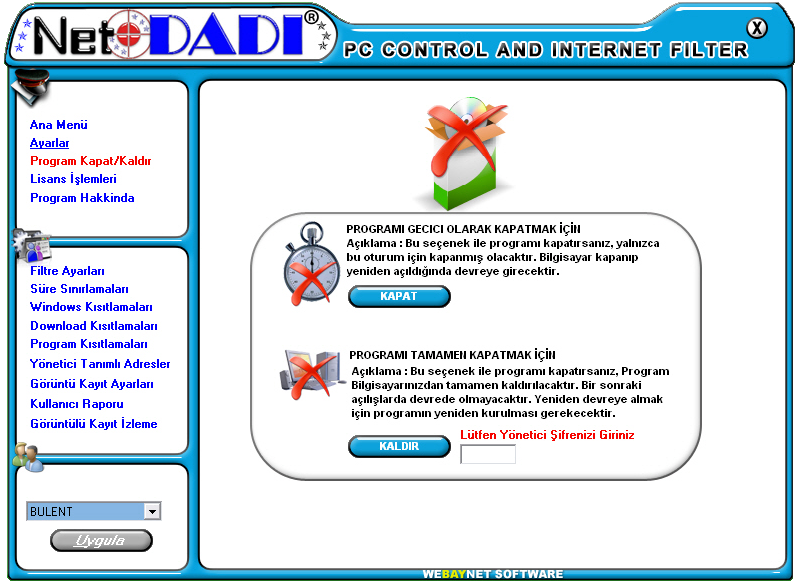 Net DADI ®
PC CONTROL AND INTERNET FILTER
X
Ana Menü
Ayarlar
Program Kapat/Kaldır
Lisans İşlemleri
Program Hakkinda
Filtre Ayarları
Süre Sınırlamaları
Windows Kısıtlamaları
Download Kısıtlamaları
Program Kısıtlamaları
Yönetici Tanımlı Adresler
Görüntü Kayıt Ayarları
Kullanıcı Raporu
Görüntülü Kayıt İzleme
BULENT
Uygula
PROGRAMI GECICI OLARAK KAPATMAK İÇİN
Açıklama : Bu seçenek ile programı kapatırsanız, yalnızca
bu oturum için kapanmış olacaktır. Bilgisayar kapanıp
yeniden açıldığında devreye girecektir.
KAPAT
PROGRAMI TAMAMEN KAPATMAK İÇİN
Açıklama : Bu seçenek ile programı kapatırsanız, Program
Bilgisayarınızdan tamamen kaldırılacaktır. Bir sonraki
açılışlarda devrede olmayacaktır. Yeniden devreye almak
için programın yeniden kurulması gerekecektir.
Lütfen Yönetici Şifrenizi Giriniz
KALDIR
WEBAYNET SOFTWARE